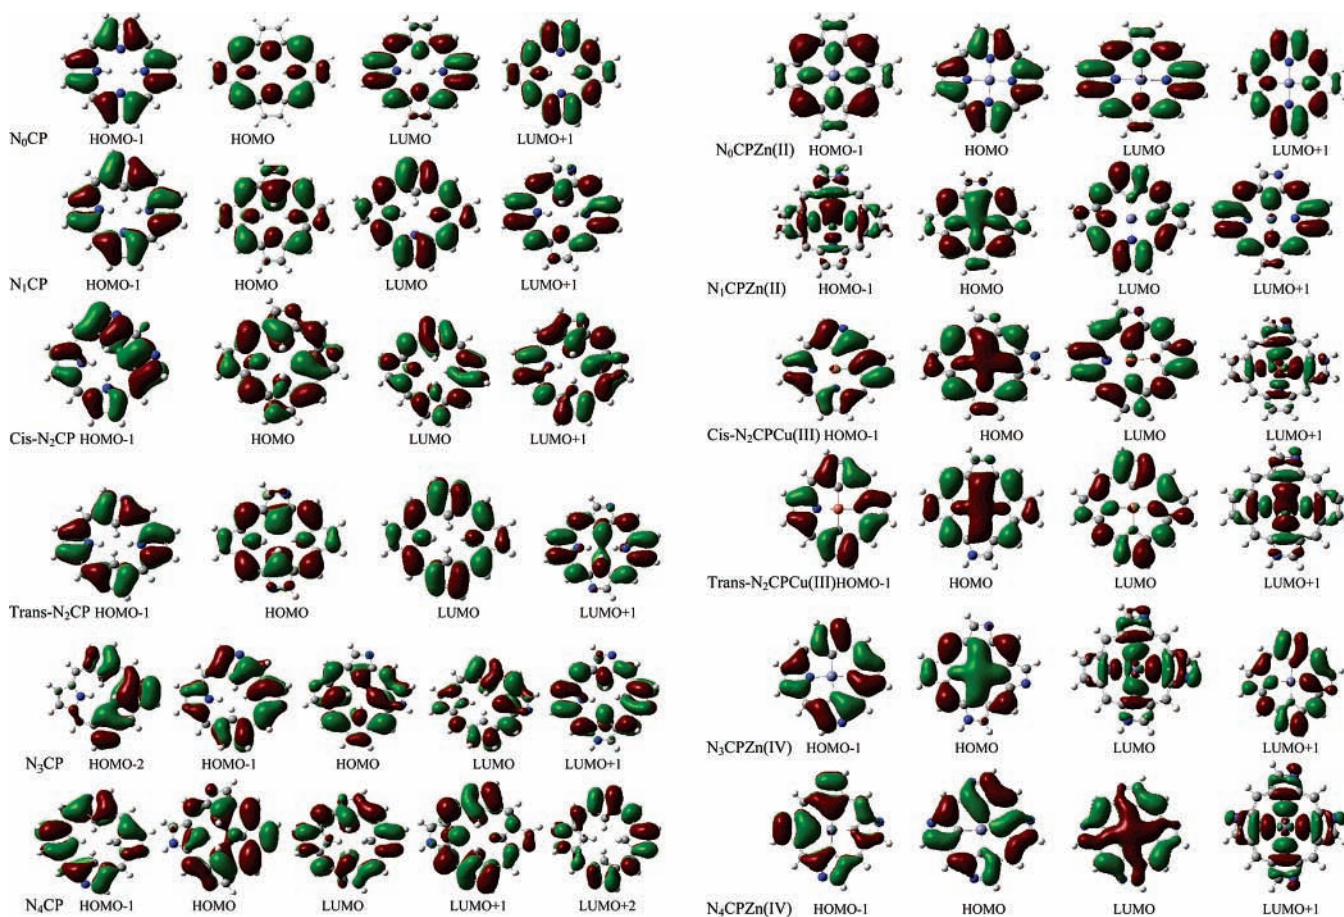 N₀CP HOMO-1 HOMO LUMO LUMO+1
N₁CP HOMO-1 HOMO LUMO LUMO+1
Cis-N₂CP HOMO-1 HOMO LUMO LUMO+1
Trans-N₂CP HOMO-1 HOMO LUMO LUMO+1
N₃CP HOMO-2 HOMO-1 HOMO LUMO LUMO+1
N₄CP HOMO-1 HOMO LUMO LUMO+1 LUMO+2
N₀CPZn(II) HOMO-1 HOMO LUMO LUMO+1
N₁CPZn(II) HOMO-1 HOMO LUMO LUMO+1
Cis-N₂CPCu(III) HOMO-1 HOMO LUMO LUMO+1
Trans-N₂CPCu(III)HOMO-1 HOMO LUMO LUMO+1
N₃CPZn(IV) HOMO-1 HOMO LUMO LUMO+1
N₄CPZn(IV) HOMO-1 HOMO LUMO LUMO+1